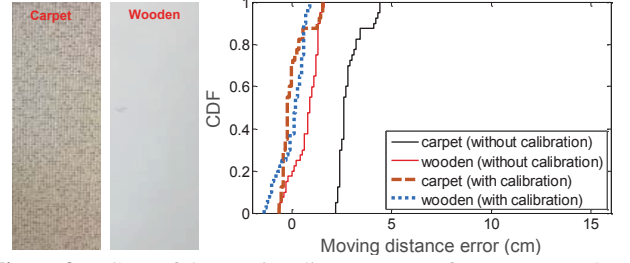 Carpet
Wooden
1
0.8
0.6
0.4
0.2
0
CDF
carpet (without calibration)
wooden (without calibration)
carpet (with calibration)
wooden (with calibration)
0 5 10 15
Moving distance error (cm)